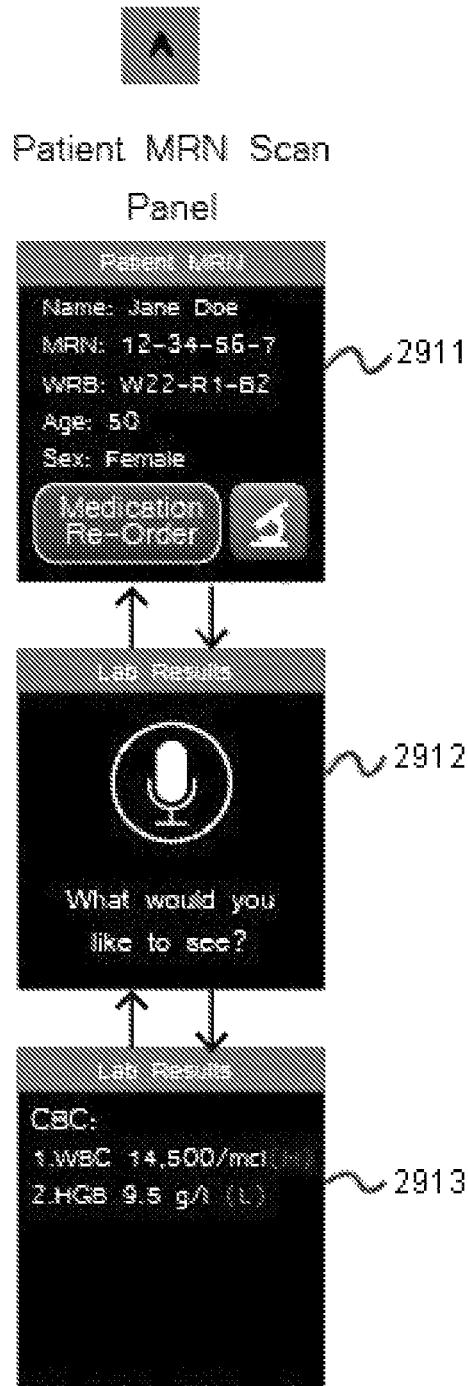 A
Patient MRN Scan
Panel
Patient MRN
Name: Jane Doe
MRN: 12-34-56-7
WRB: W22-R1-B2
Age: 50
Sex: Female
Medication
Re-Order
2911
Lab Results
2912
What would you
like to see?
Lab Results
CBC:
1.WBC 14,500/mcl
2.HGB 9.5 g/l (L)
2913